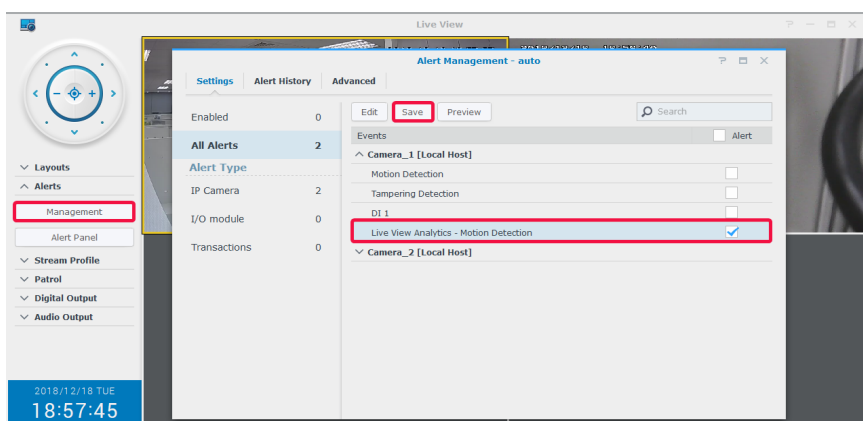 Live View
Alert Management - auto
Settings Alert History Advanced
Enabled 0
All Alerts 2
Alert Type
IP Camera 2
I/O module 0
Transactions 0
Edit Save Preview Search
Events Alert
Camera_1 [Local Host]
Motion Detection
Tampering Detection
DI 1
Live View Analytics - Motion Detection
Camera_2 [Local Host]
Layouts
Alerts
Management
Alert Panel
Stream Profile
Patrol
Digital Output
Audio Output
2018/12/18 TUE
18:57:45